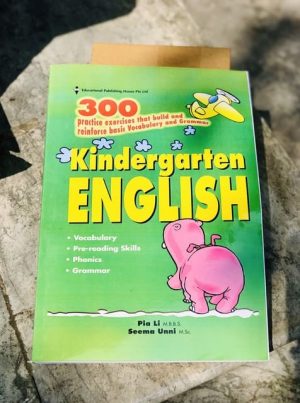 Educational Publishing House Pte Ltd
300
practice exercises that build and
reinforce basic Vocabulary and Grammar
Kindergarten
ENGLISH
• Vocabulary
• Pre-reading Skills
• Phonics
• Grammar
Pia Li M.B.B.S.
Seema Unni M.Sc.